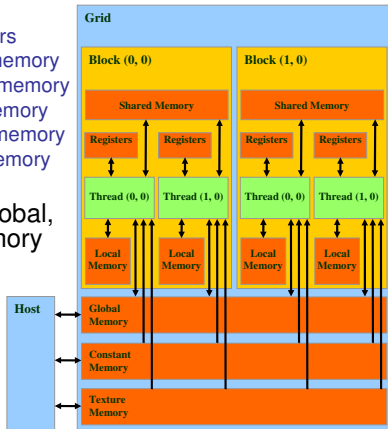 rs
memory
memory
emory
memory
emory
obal,
mory
Grid
Block (0, 0)
Block (1, 0)
Shared Memory
Shared Memory
Registers
Registers
Registers
Registers
Thread (0, 0)
Thread (1, 0)
Thread (0, 0)
Thread (1, 0)
Local
Memory
Local
Memory
Local
Memory
Local
Memory
Host
Global
Memory
Constant
Memory
Texture
Memory